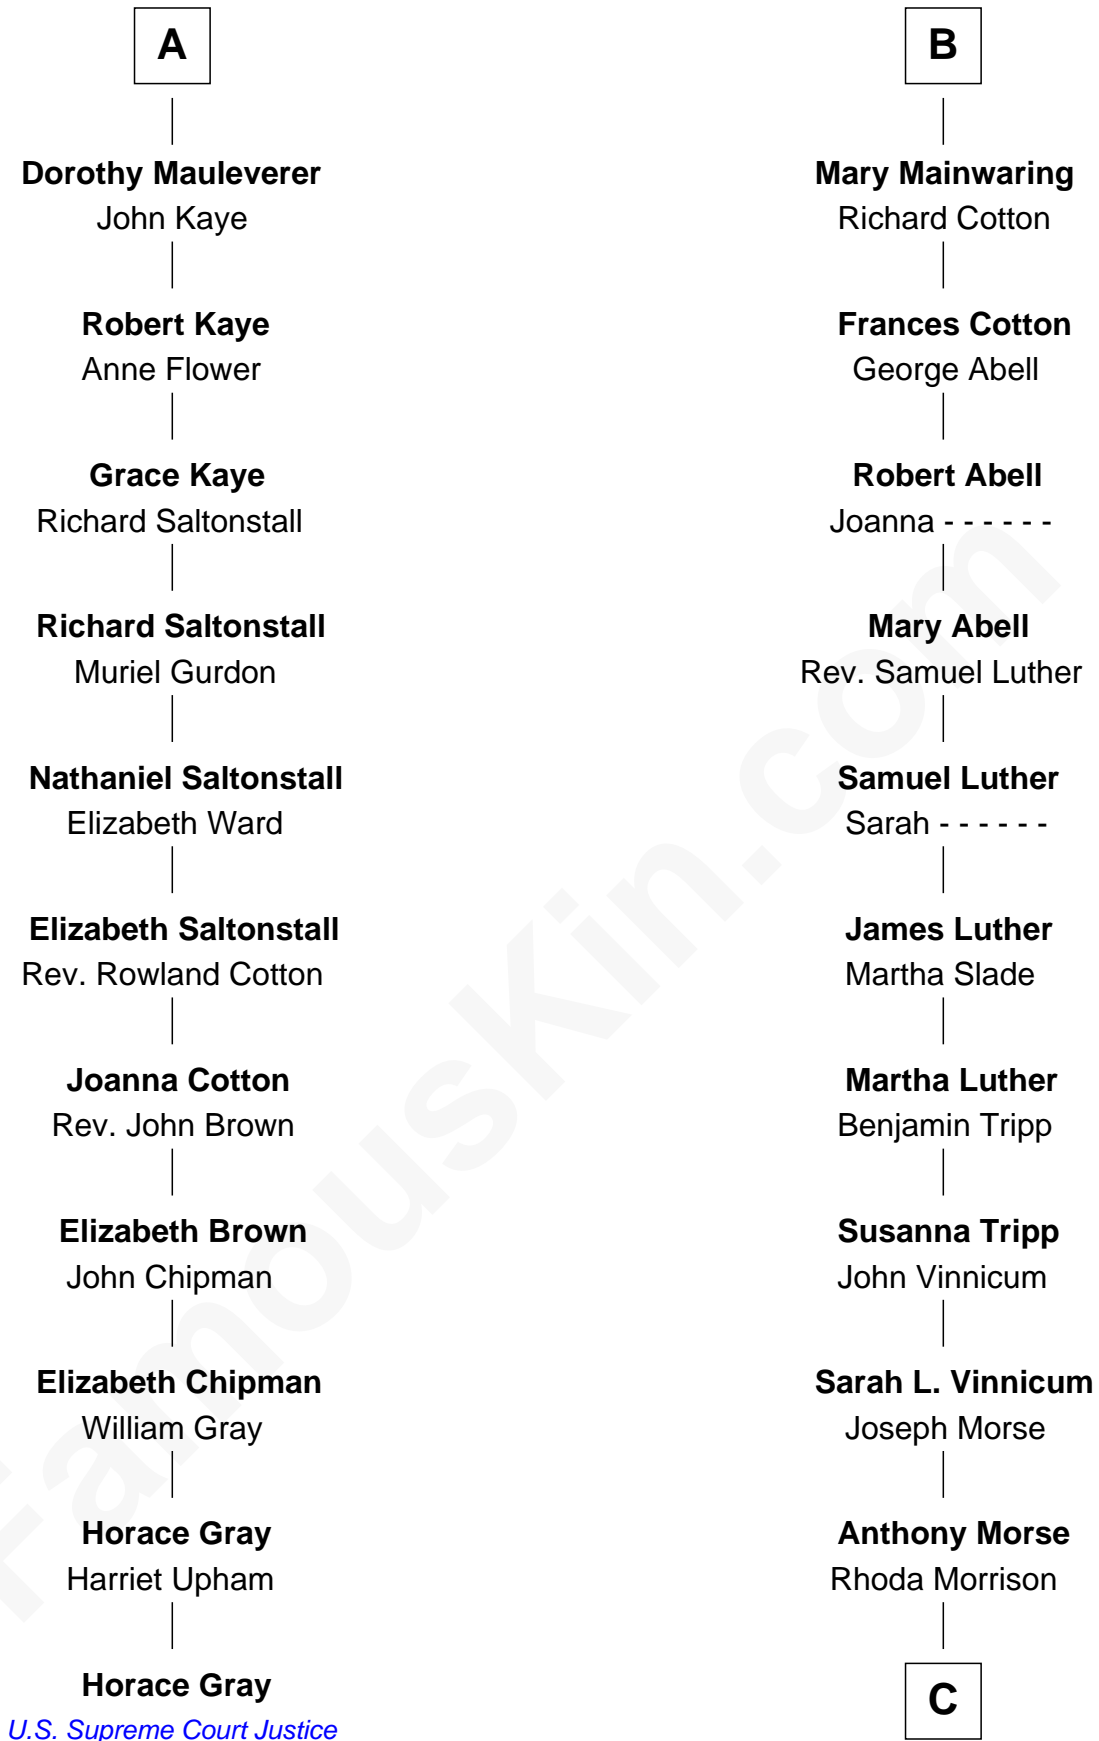 A
Dorothy Mauleverer
John Kaye
Robert Kaye
Anne Flower
Grace Kaye
Richard Saltonstall
Richard Saltonstall
Muriel Gurdon
Nathaniel Saltonstall
Elizabeth Ward
Elizabeth Saltonstall
Rev. Rowland Cotton
Joanna Cotton
Rev. John Brown
Elizabeth Brown
John Chipman
Elizabeth Chipman
William Gray
Horace Gray
Harriet Upham
Horace Gray
U.S. Supreme Court Justice
B
Mary Mainwaring
Richard Cotton
Frances Cotton
George Abell
Robert Abell
Joanna - - - - - -
Mary Abell
Rev. Samuel Luther
Samuel Luther
Sarah - - - - - -
James Luther
Martha Slade
Martha Luther
Benjamin Tripp
Susanna Tripp
John Vinnicum
Sarah L. Vinnicum
Joseph Morse
Anthony Morse
Rhoda Morrison
C
FamousKin.com